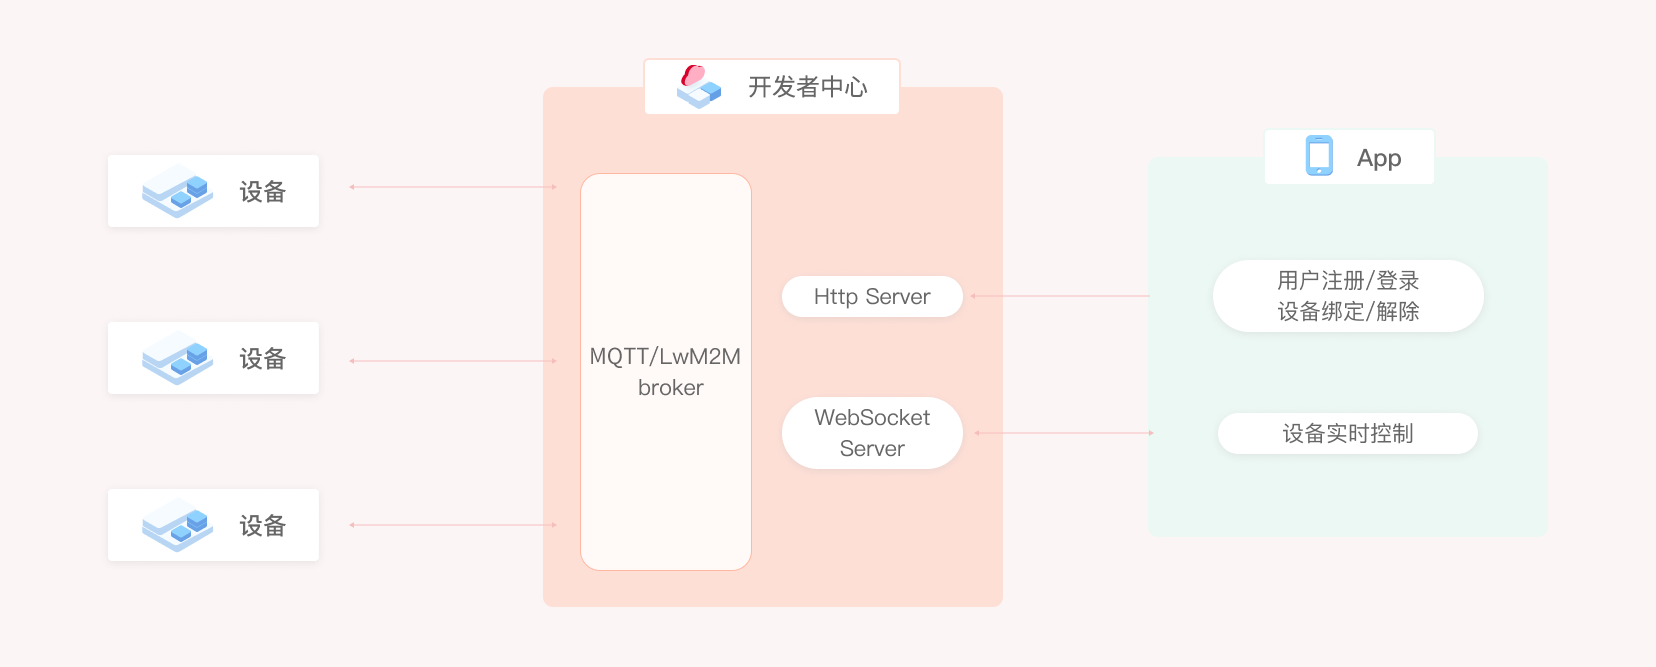 设备
设备
设备
开发者中心
MQTT/LwM2M
broker
Http Server
WebSocket
Server
App
用户注册/登录
设备绑定/解除
设备实时控制